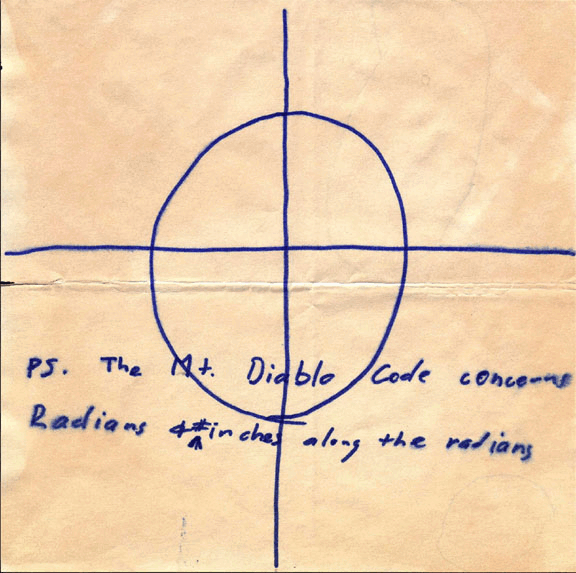 PS. The Mt. Diablo Code concerns
Radians & # inches along the radians